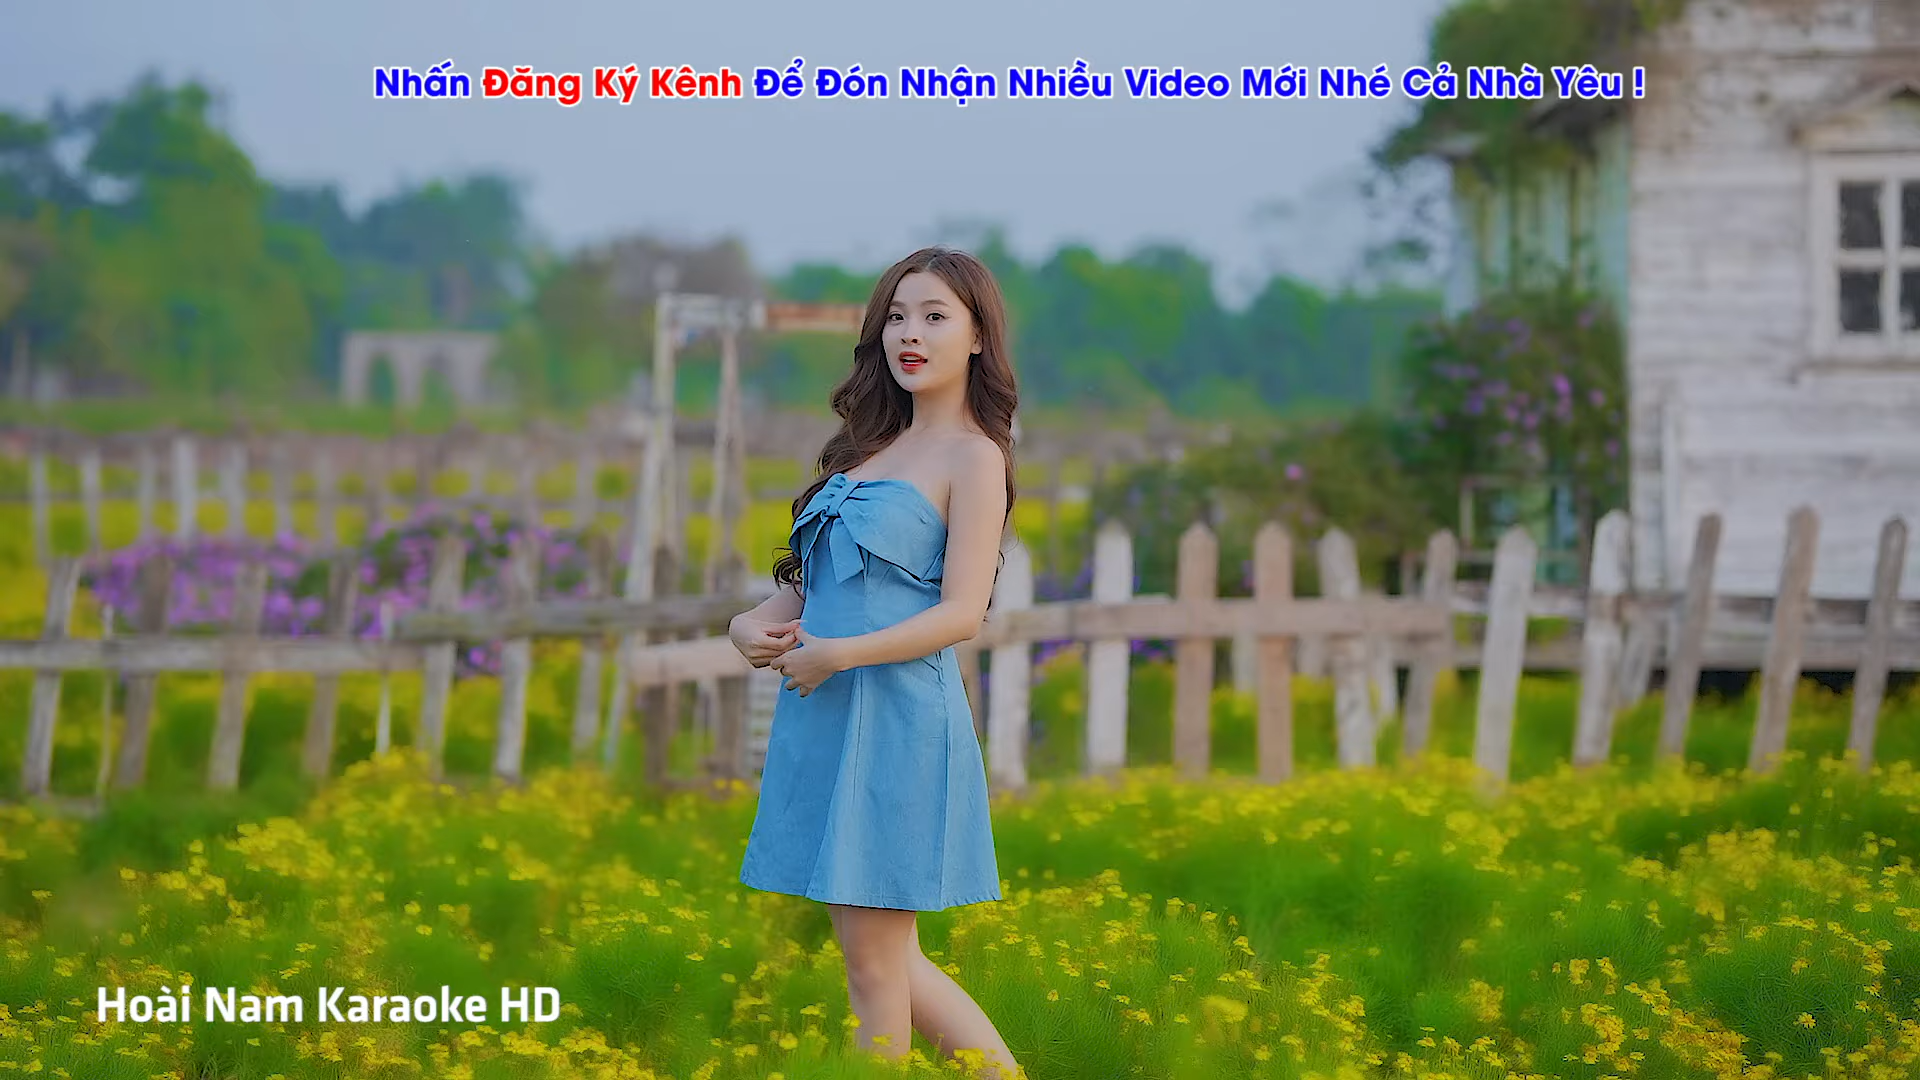 Nhấn Đăng Ký Kênh Để Đón Nhận Nhiều Video Mới Nhé Cả Nhà Yêu !
Hoài Nam Karaoke HD